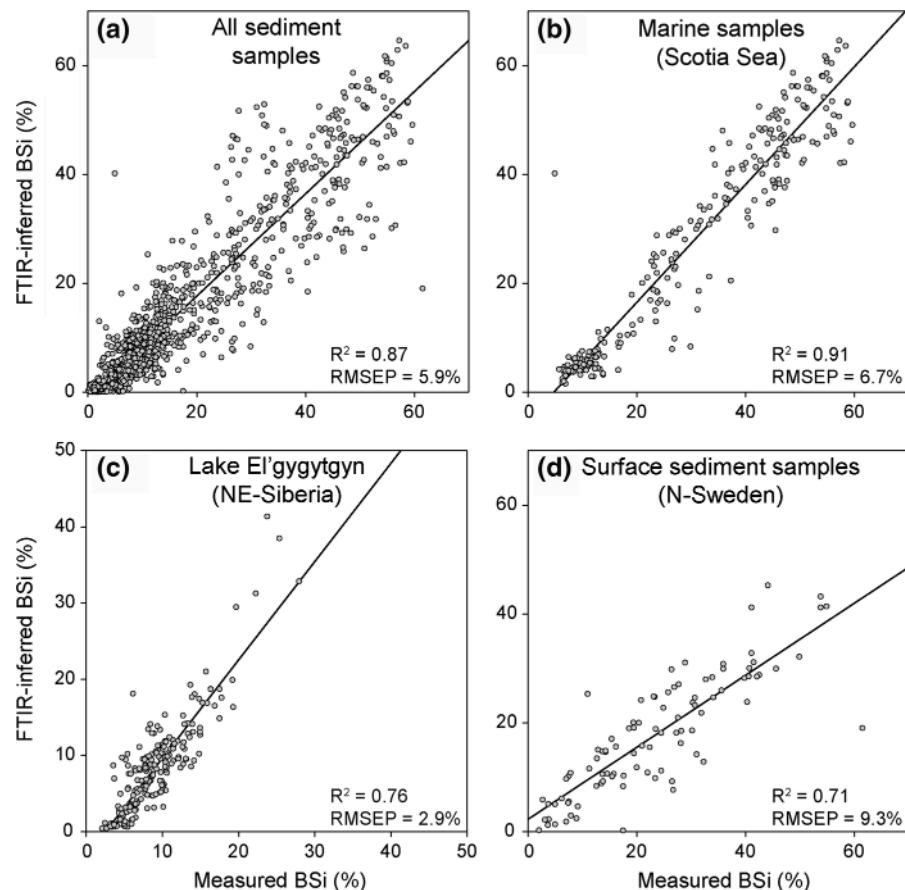 (a) All sediment
samples
FTIR-inferred BSi (%)
60
40
20
0
0 20 40 60
R² = 0.87
RMSEP = 5.9%
(b) Marine samples
(Scotia Sea)
60
40
20
0
0 20 40 60
R² = 0.91
RMSEP = 6.7%
(c) Lake El'gygytgyn
(NE-Siberia)
FTIR-inferred BSi (%)
50
40
30
20
10
0
0 10 20 30 40 50
R² = 0.76
RMSEP = 2.9%
Measured BSi (%)
(d) Surface sediment samples
(N-Sweden)
60
40
20
0
0 20 40 60
R² = 0.71
RMSEP = 9.3%
Measured BSi (%)